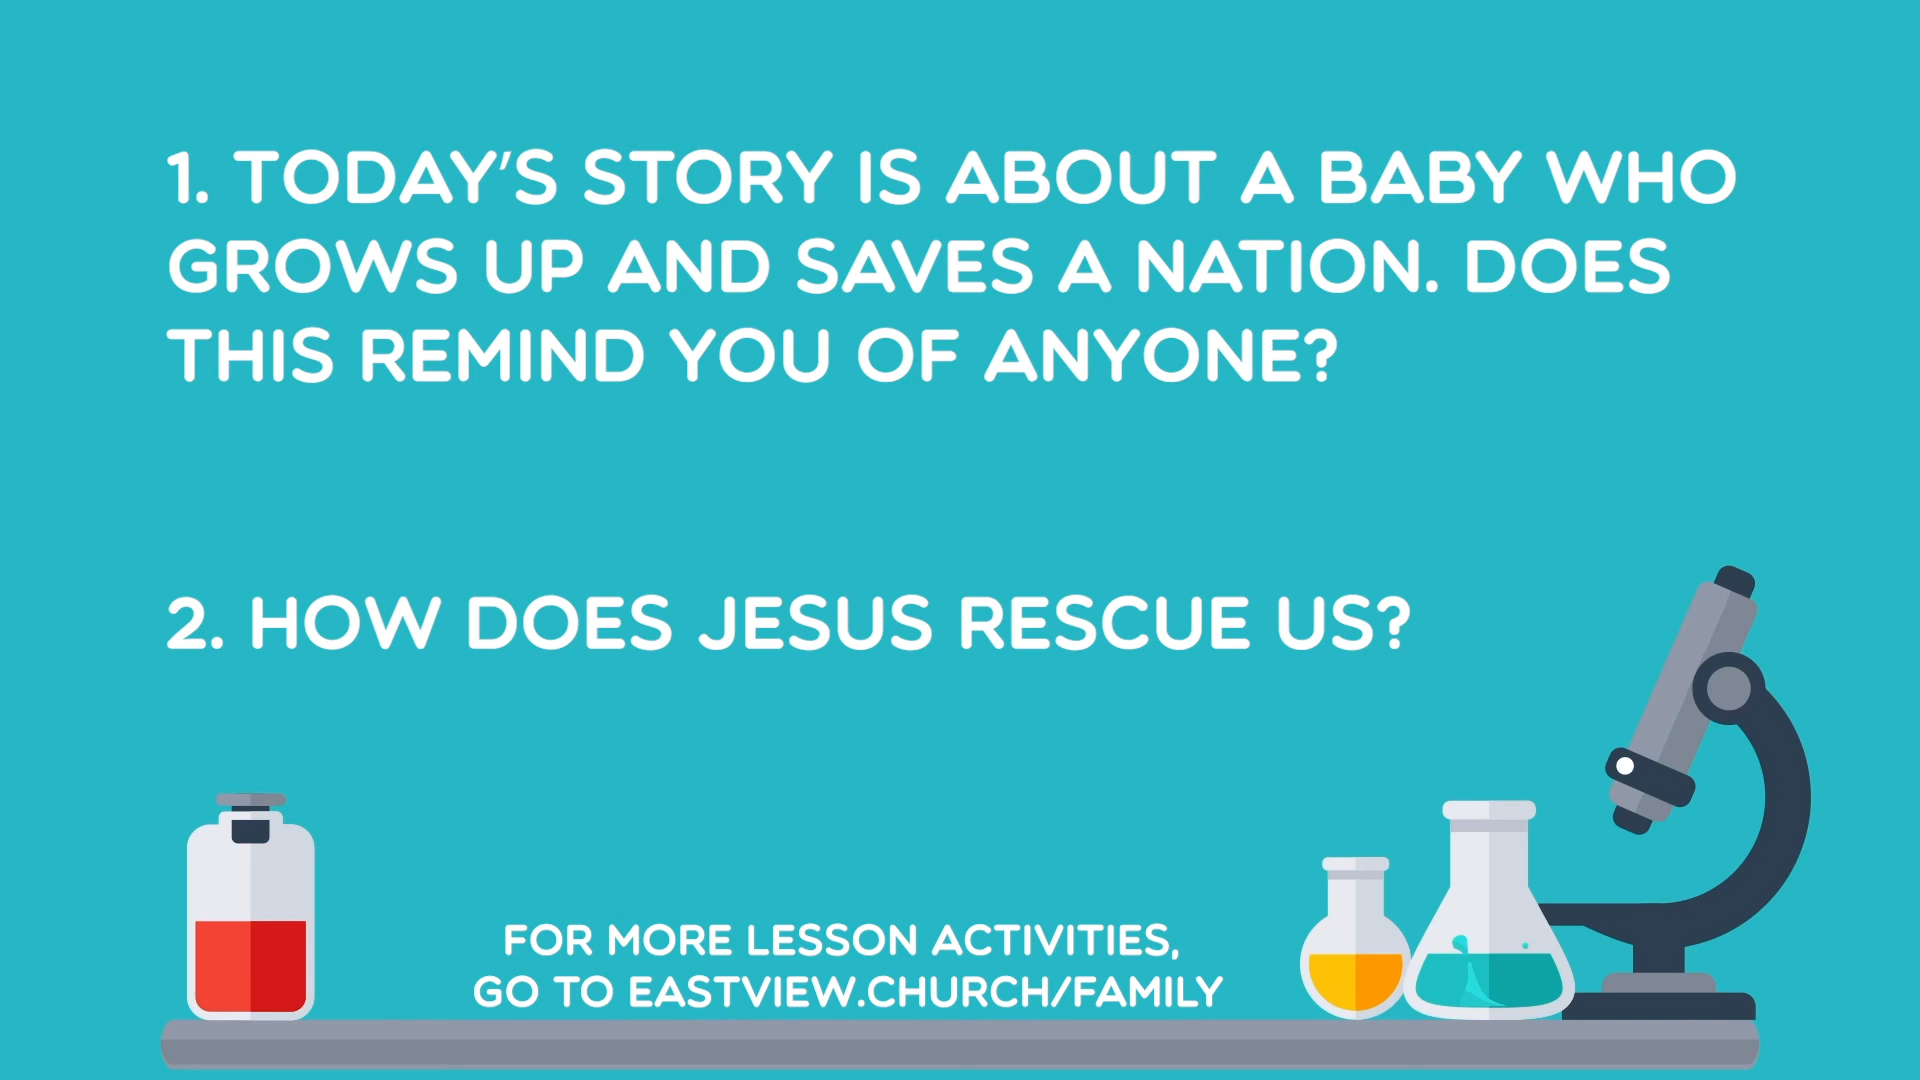 1. TODAY'S STORY IS ABOUT A BABY WHO
GROWS UP AND SAVES A NATION. DOES
THIS REMIND YOU OF ANYONE?
2. HOW DOES JESUS RESCUE US?
FOR MORE LESSON ACTIVITIES,
GO TO EASTVIEW.CHURCH/FAMILY